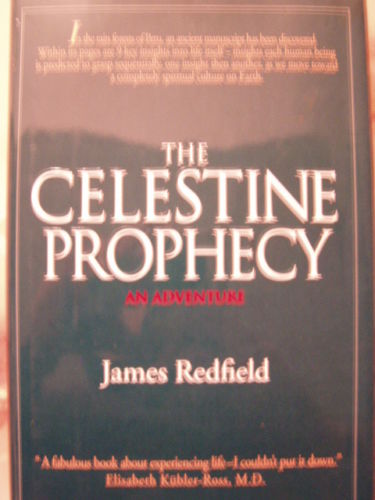 In the rain forests of Peru, an ancient manuscript has been discovered.
Within its pages are 9 key insights into life itself – insights each human being
is predicted to grasp sequentially, one insight then another, as we move toward
a completely spiritual culture on Earth.
THE
CELESTINE
PROPHECY
AN ADVENTURE
James Redfield
"A fabulous book about experiencing life–I couldn't put it down."
Elisabeth Kübler-Ross, M.D.